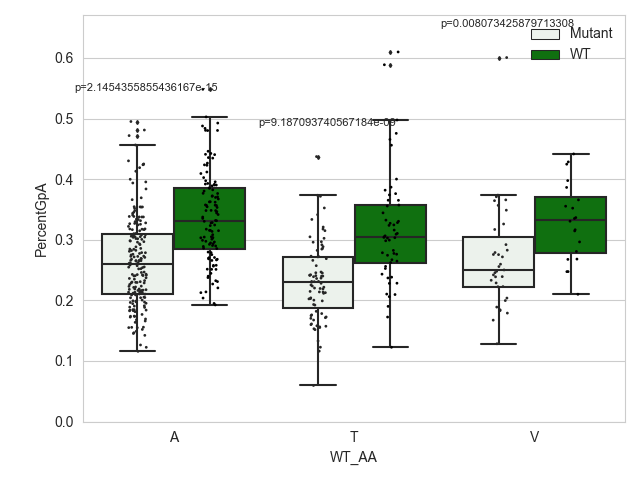 p=0.008073425879713308
Mutant
WT
0.6
p=2.1454355855436167e-15
0.5
p=9.187093740567184e-09
0.4
PercentGpA
0.3
0.2
0.1
0.0
A
T
V
WT_AA